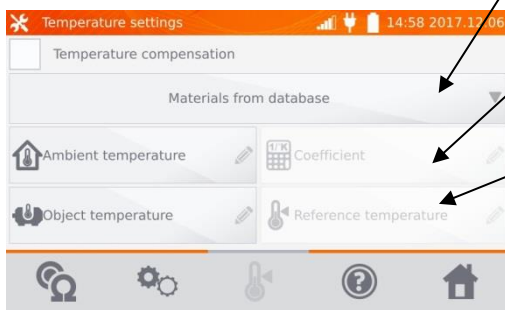 Temperature settings 14:58 2017.12.06
Temperature compensation
Materials from database
Ambient temperature 1/°K Coefficient
Object temperature Reference temperature